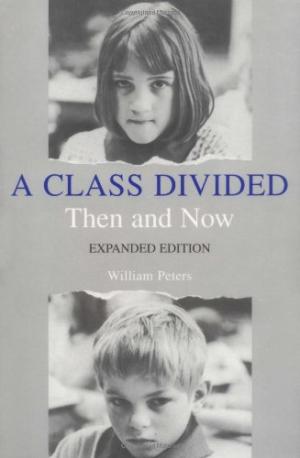 A CLASS DIVIDED
Then and Now
EXPANDED EDITION
William Peters